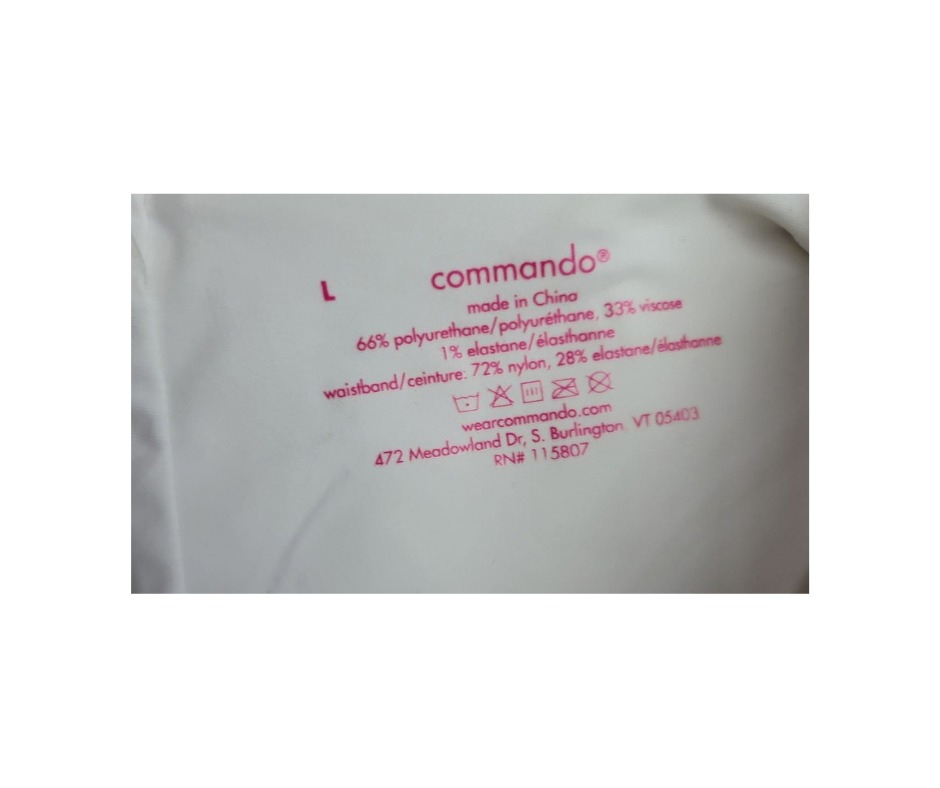 L
commando®
made in China
66% polyurethane/polyuréthane, 33% viscose
1% elastane/élasthanne
waistband/ceinture: 72% nylon, 28% elastane/élasthanne
wearcommando.com
472 Meadowland Dr, S. Burlington, VT 05403
RN# 115807